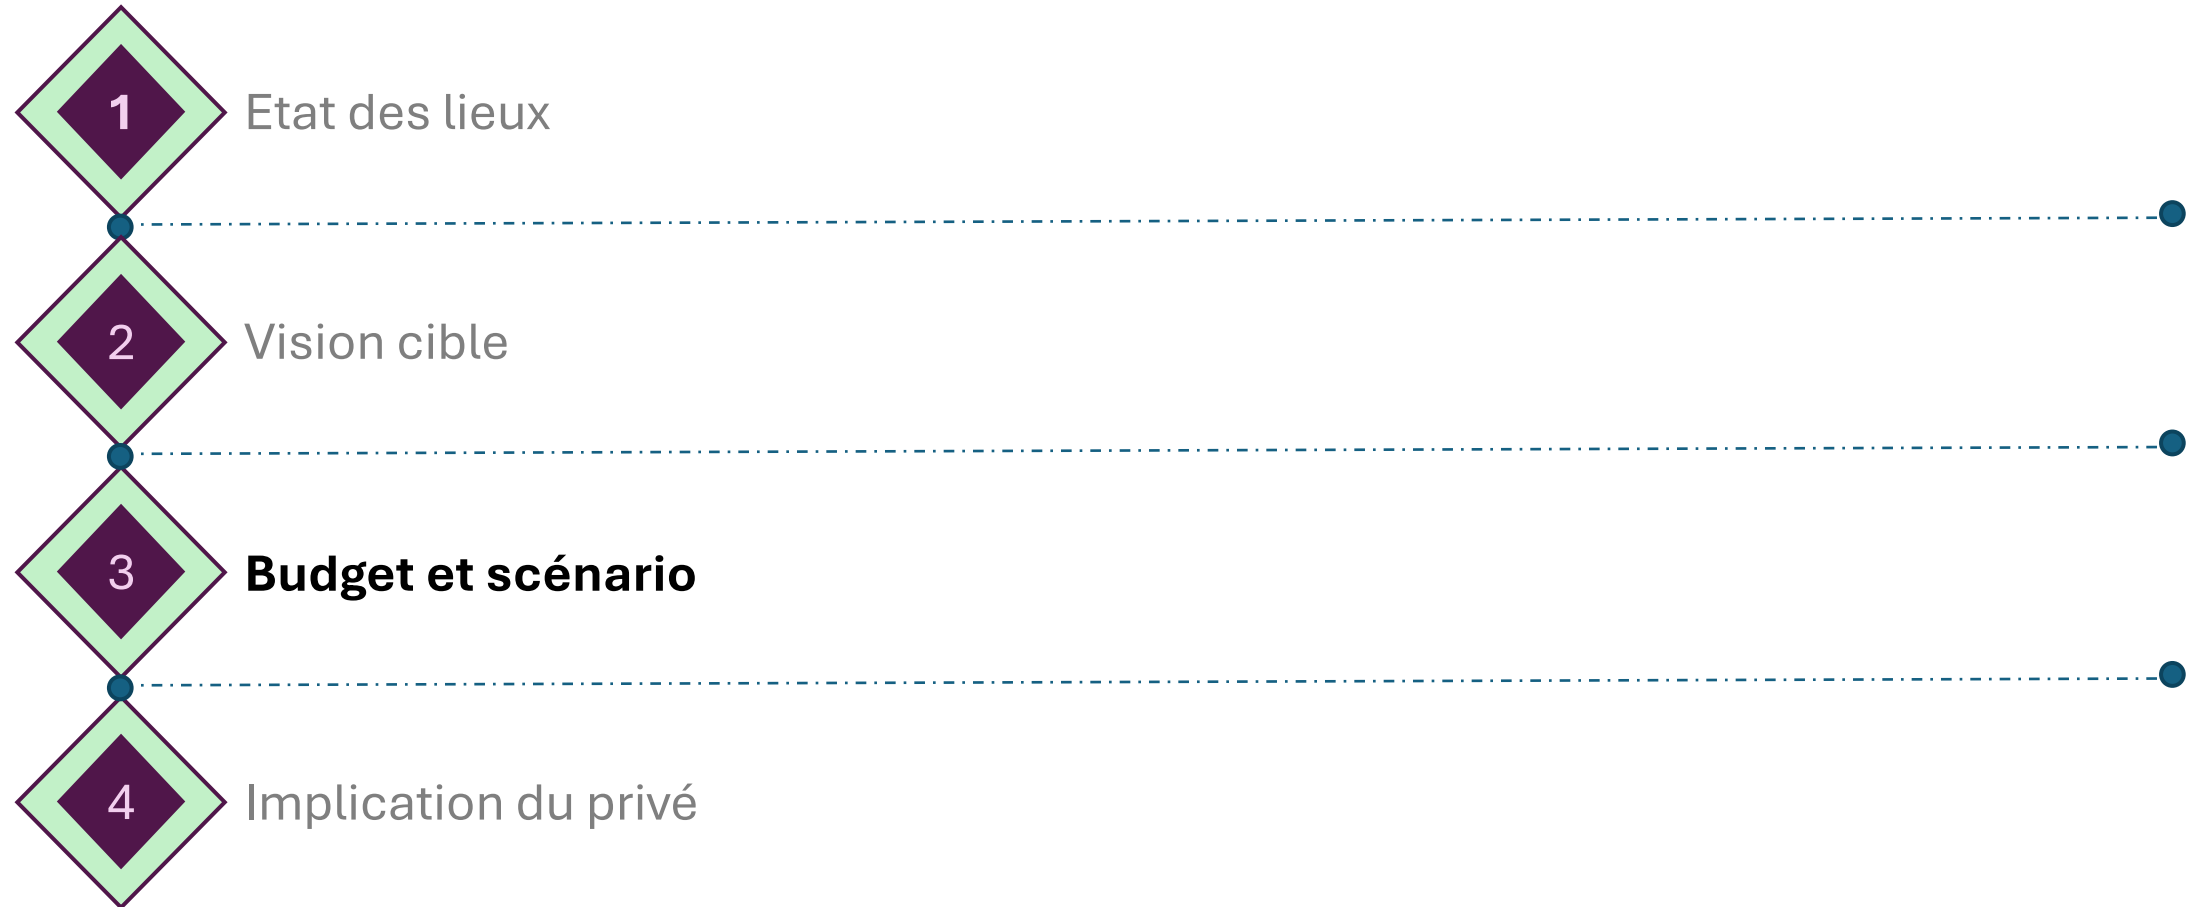 1 Etat des lieux
2 Vision cible
3 Budget et scénario
4 Implication du privé